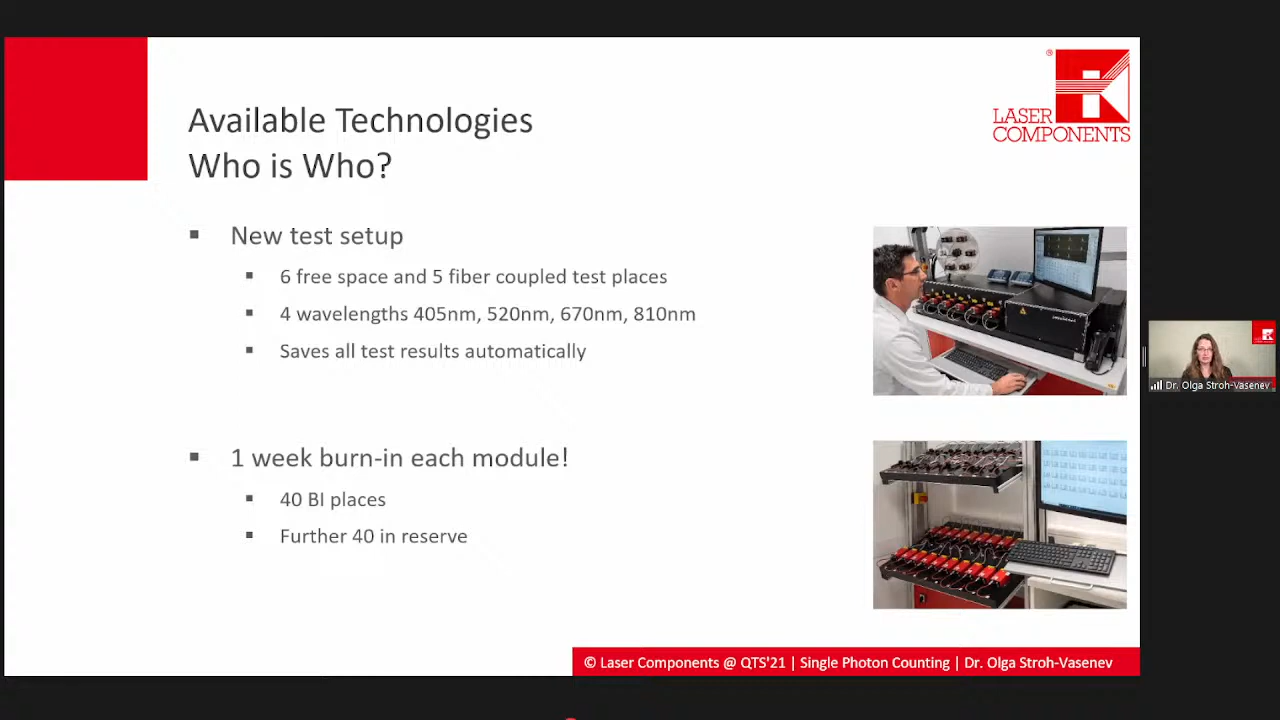 Available Technologies
Who is Who?
®
LASER
COMPONENTS
▪ New test setup
▪ 6 free space and 5 fiber coupled test places
▪ 4 wavelengths 405nm, 520nm, 670nm, 810nm
▪ Saves all test results automatically
▪ 1 week burn-in each module!
▪ 40 BI places
▪ Further 40 in reserve
Dr. Olga Stroh-Vasenev
© Laser Components @ QTS'21 | Single Photon Counting | Dr. Olga Stroh-Vasenev